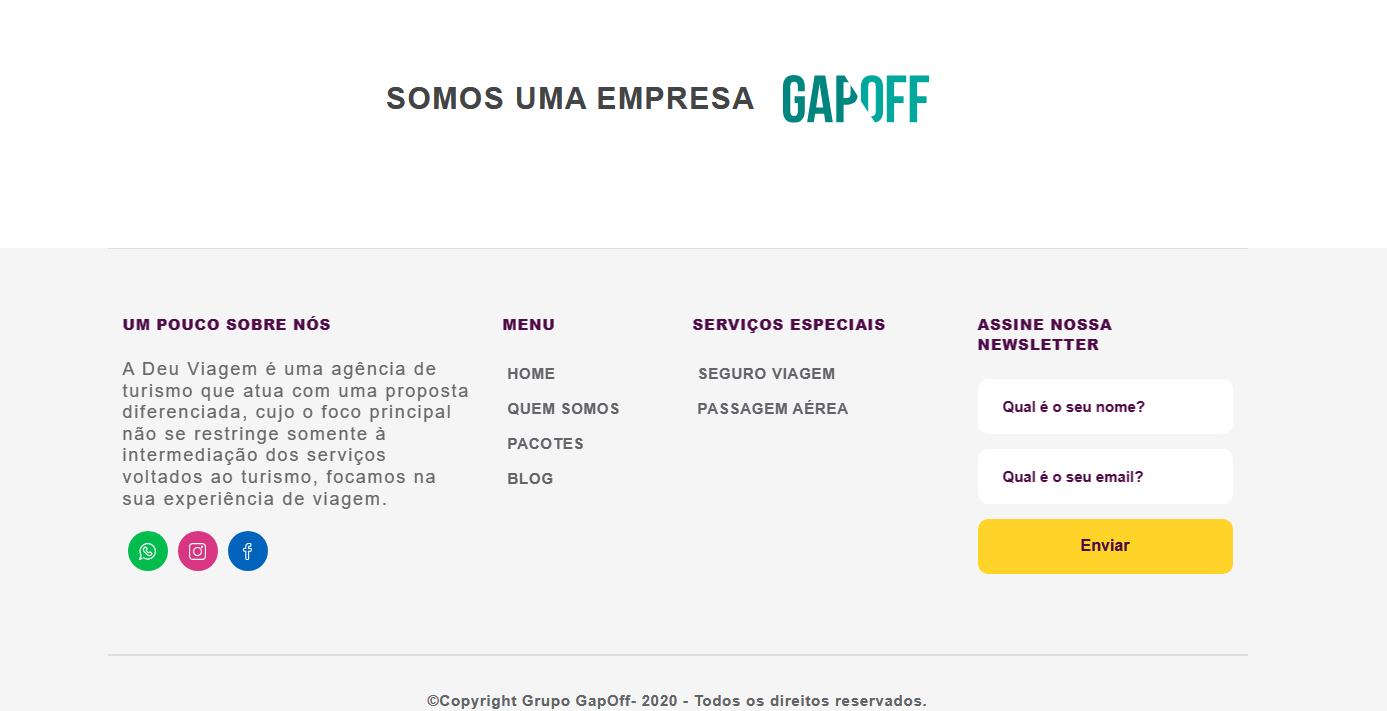 SOMOS UMA EMPRESA GAPOFF
UM POUCO SOBRE NÓS
A Deu Viagem é uma agência de
turismo que atua com uma proposta
diferenciada, cujo o foco principal
não se restringe somente à
intermediação dos serviços
voltados ao turismo, focamos na
sua experiência de viagem.
MENU
HOME
QUEM SOMOS
PACOTES
BLOG
SERVIÇOS ESPECIAIS
SEGURO VIAGEM
PASSAGEM AÉREA
ASSINE NOSSA
NEWSLETTER
Qual é o seu nome?
Qual é o seu email?
Enviar
©Copyright Grupo GapOff- 2020 - Todos os direitos reservados.